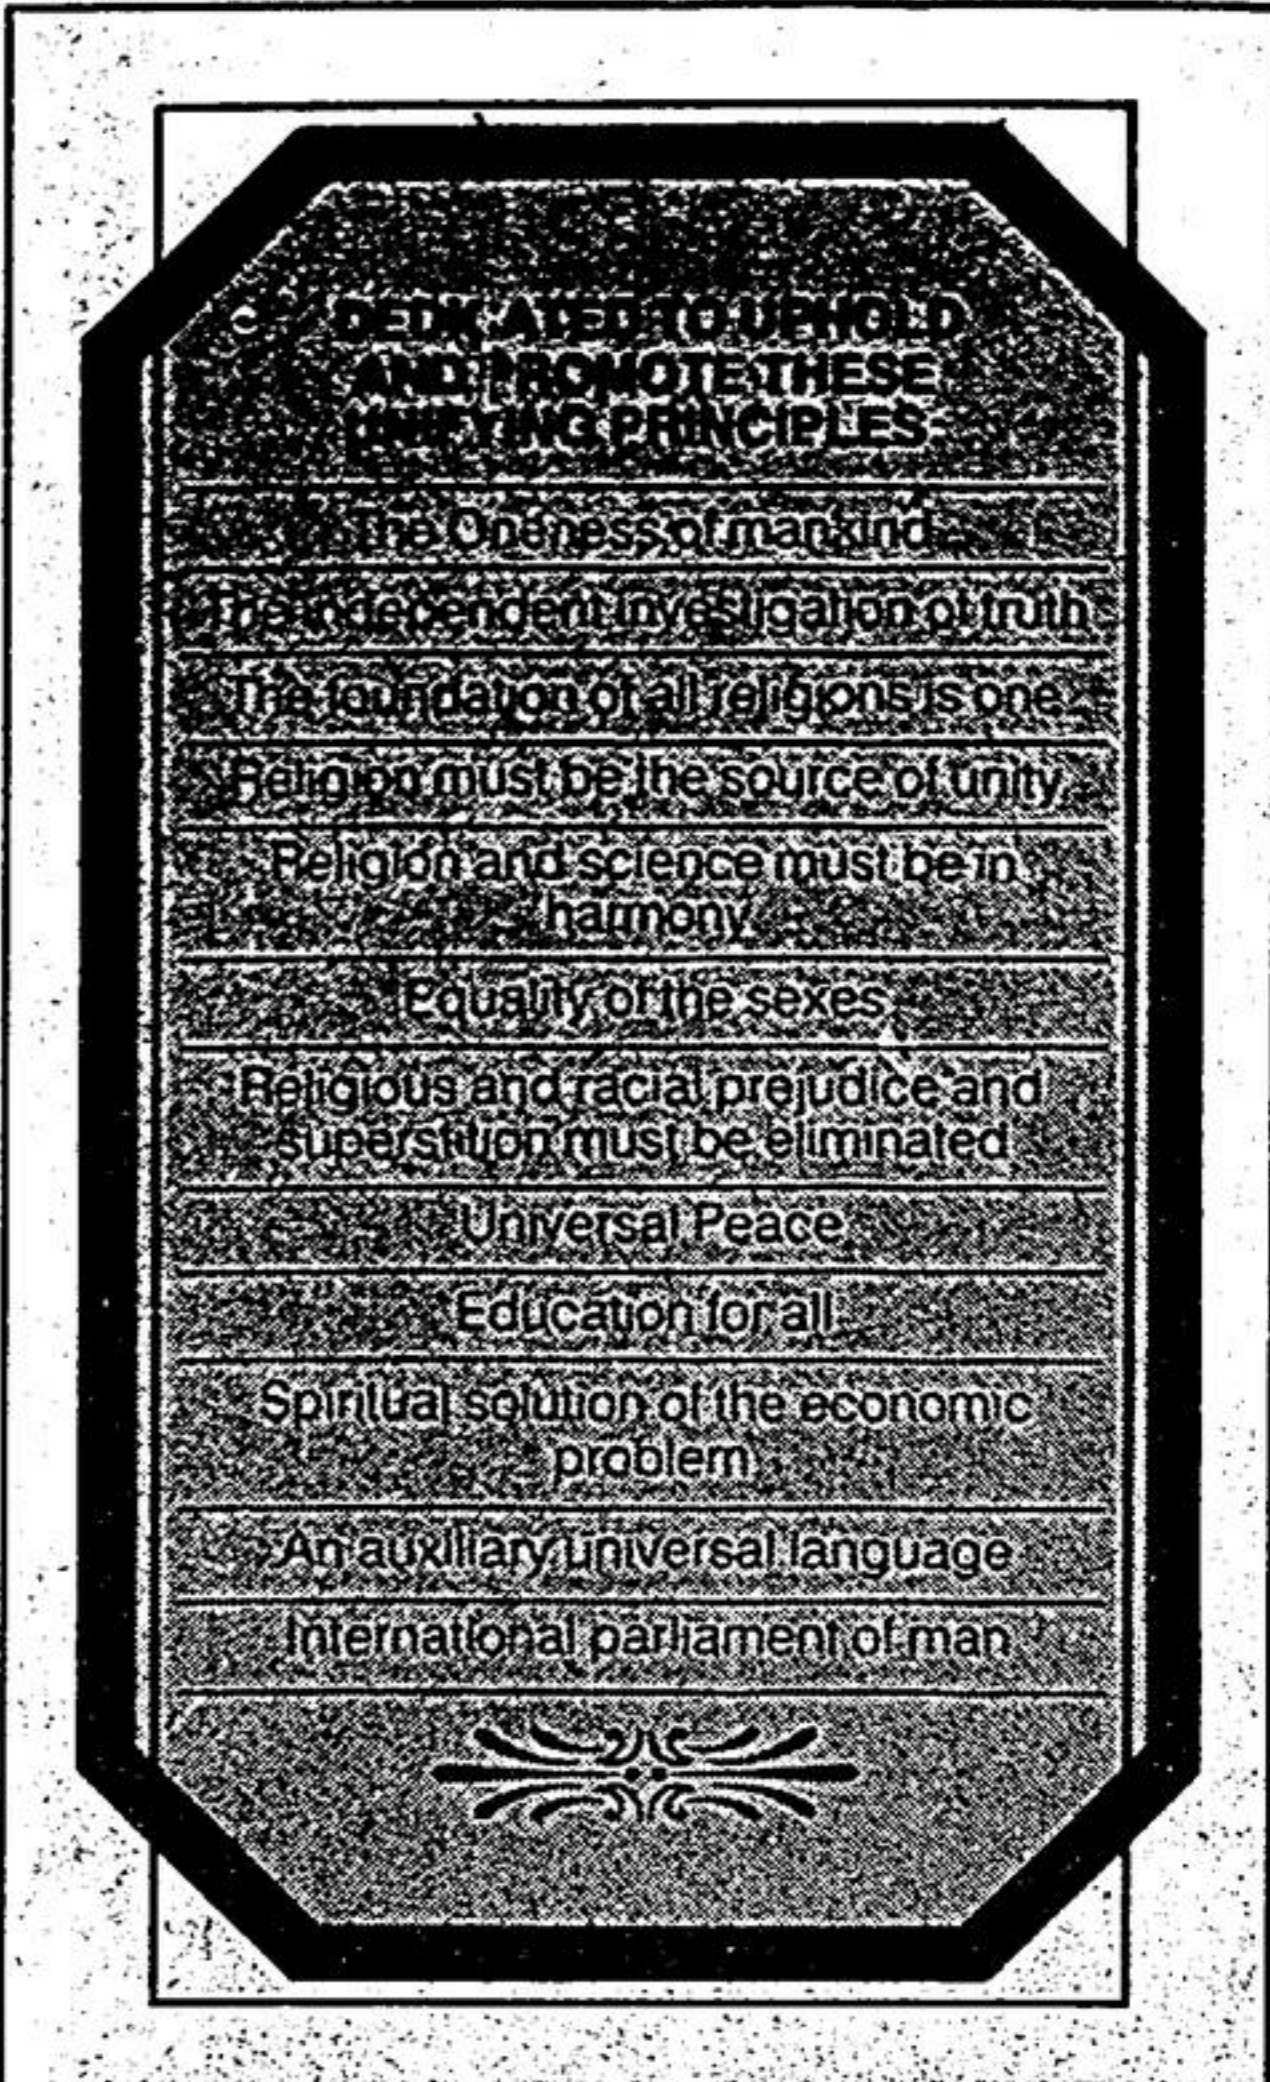 DEDICATED TO UPHOLD
AND PROMOTE THESE
UNIFYING PRINCIPLES
The Oneness of mankind
The independent investigation of truth
The foundation of all religions is one
Religion must be the source of unity
Religion and science must be in
harmony
Equality of the sexes
Religious and racial prejudice and
superstition must be eliminated
Universal Peace
Education for all
Spiritual solution of the economic
problem
An auxiliary universal language
International parliament of man